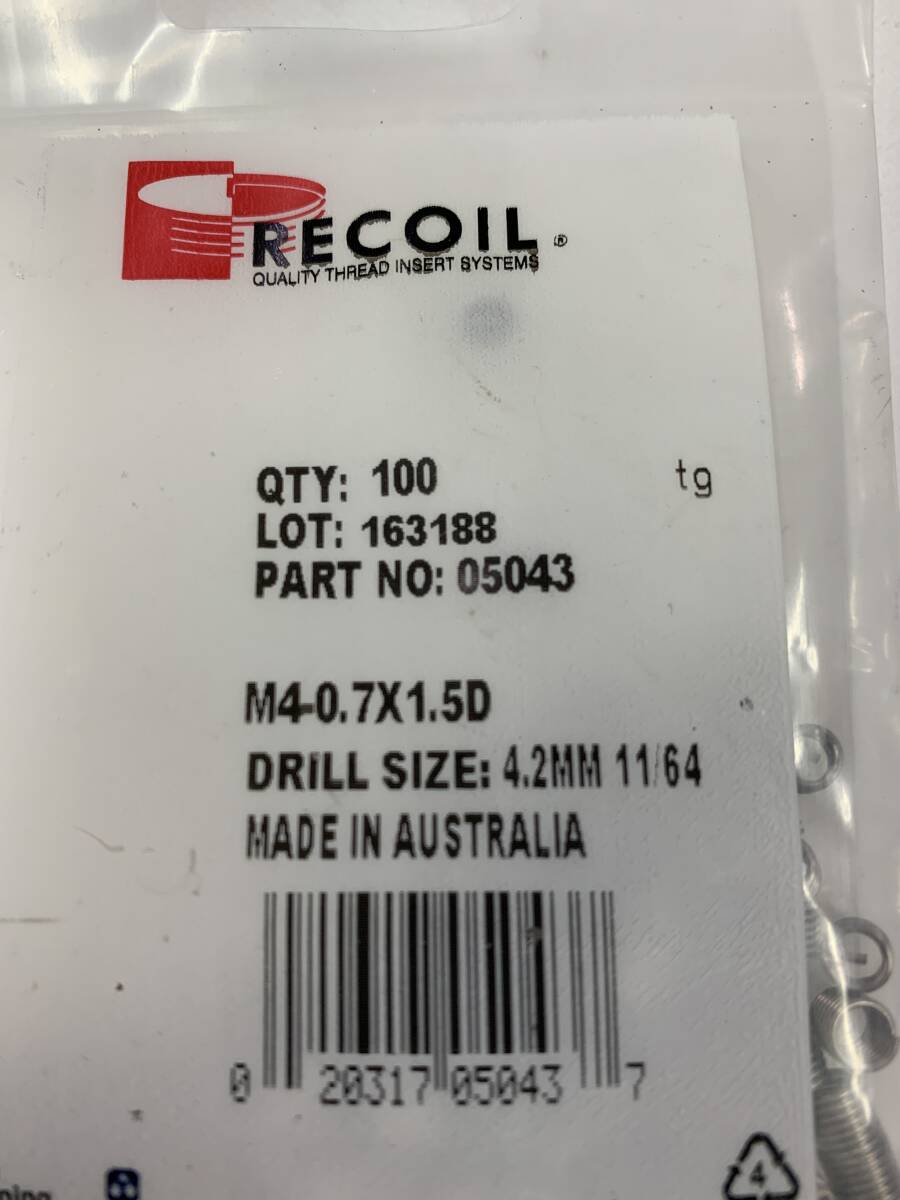 RECOIL®
QUALITY THREAD INSERT SYSTEMS
QTY: 100 tg
LOT: 163188
PART NO: 05043
M4-0.7X1.5D
DRILL SIZE: 4.2MM 11/64
MADE IN AUSTRALIA
0 20317 05043 7
4